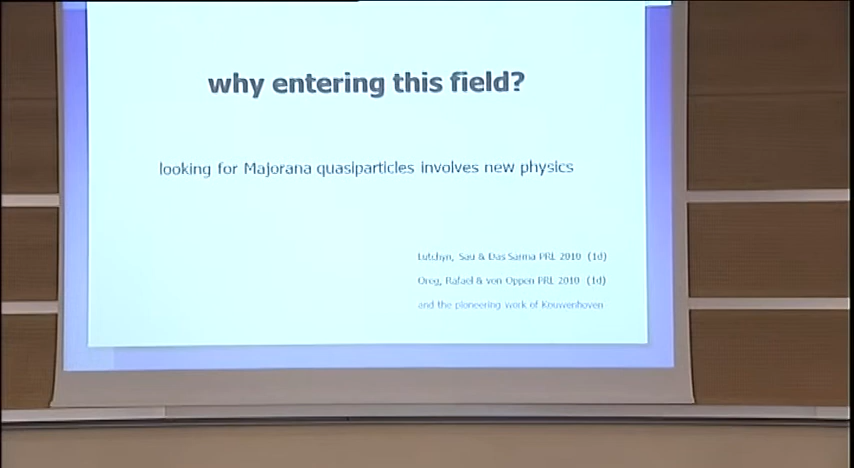 why entering this field?
looking for Majorana quasiparticles involves new physics
Lutchyn, Sau & Das Sarma PRL 2010 (1d)
Oreg, Rafael & von Oppen PRL 2010 (1d)
and the pioneering work of Kouwenhoven